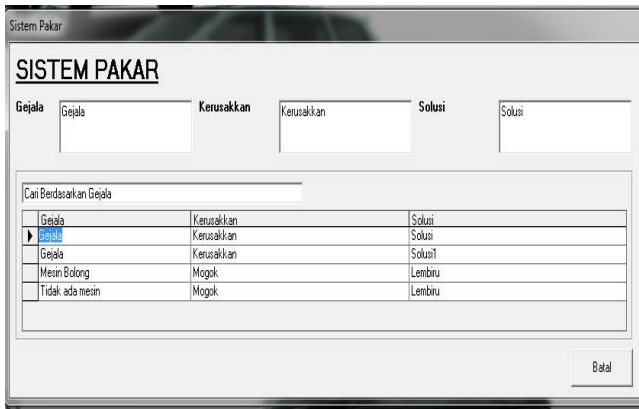 Sistem Pakar
SISTEM PAKAR
Gejala Gejala Kerusakkan Kerusakkan Solusi Solusi
Cari Berdasarkan Gejala
Gejala Kerusakkan Solusi
Gejala Kerusakkan Solusi
Gejala Kerusakkan Solusi1
Mesin Bolong Mogok Lembiru
Tidak ada mesin Mogok Lembiru
Batal